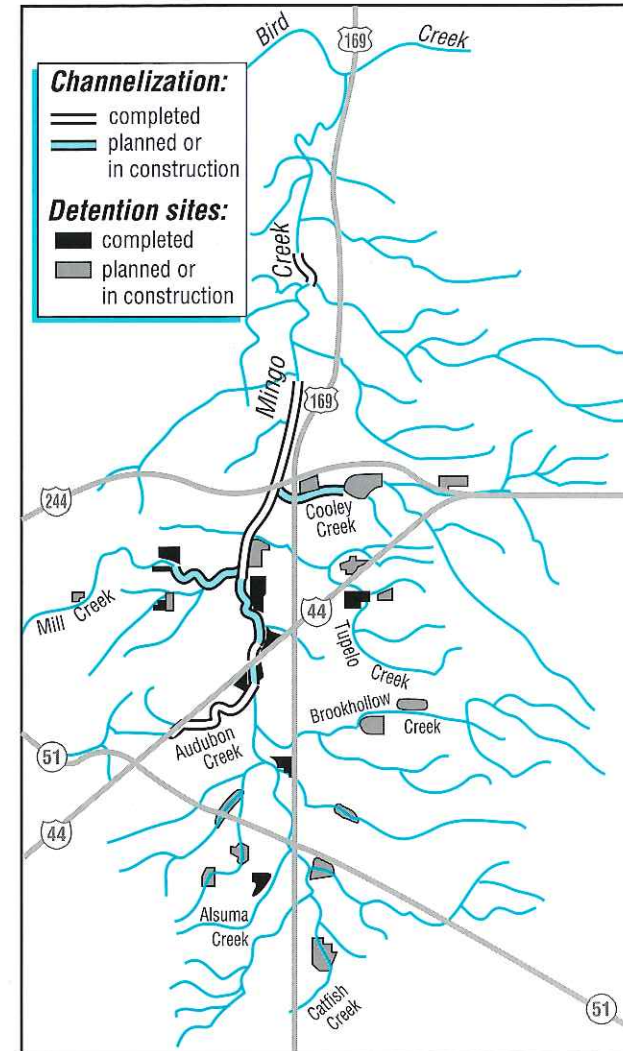 Bird
Creek
169
Channelization:
completed
planned or
in construction
Detention sites:
completed
planned or
in construction
Creek
Mingo
169
244
Cooley
Creek
Mill Creek
44
Tupelo
Creek
Brookhollow
Creek
Audubon
Creek
51
44
Alsuma
Creek
Catfish
Creek
51